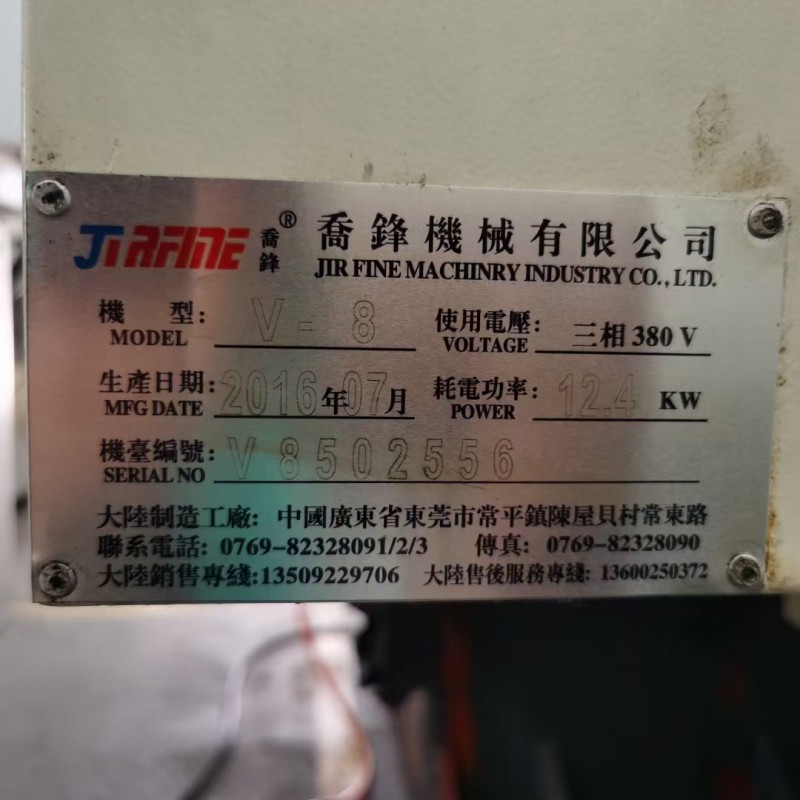 JIRFINE 喬鋒 ® 喬鋒機械有限公司
JIR FINE MACHINRY INDUSTRY CO., LTD.
機 型: V-8 使用電壓: 三相 380 V
MODEL VOLTAGE
生產日期: 2016年07月 耗電功率: 12.4 KW
MFG DATE POWER
機臺編號: V8502556
SERIAL NO
大陸制造工廠: 中國廣東省東莞市常平鎮陳屋貝村常東路
聯系電話: 0769-82328091/2/3 傳真: 0769-82328090
大陸銷售專綫:13509229706 大陸售後服務專綫: 13600250372